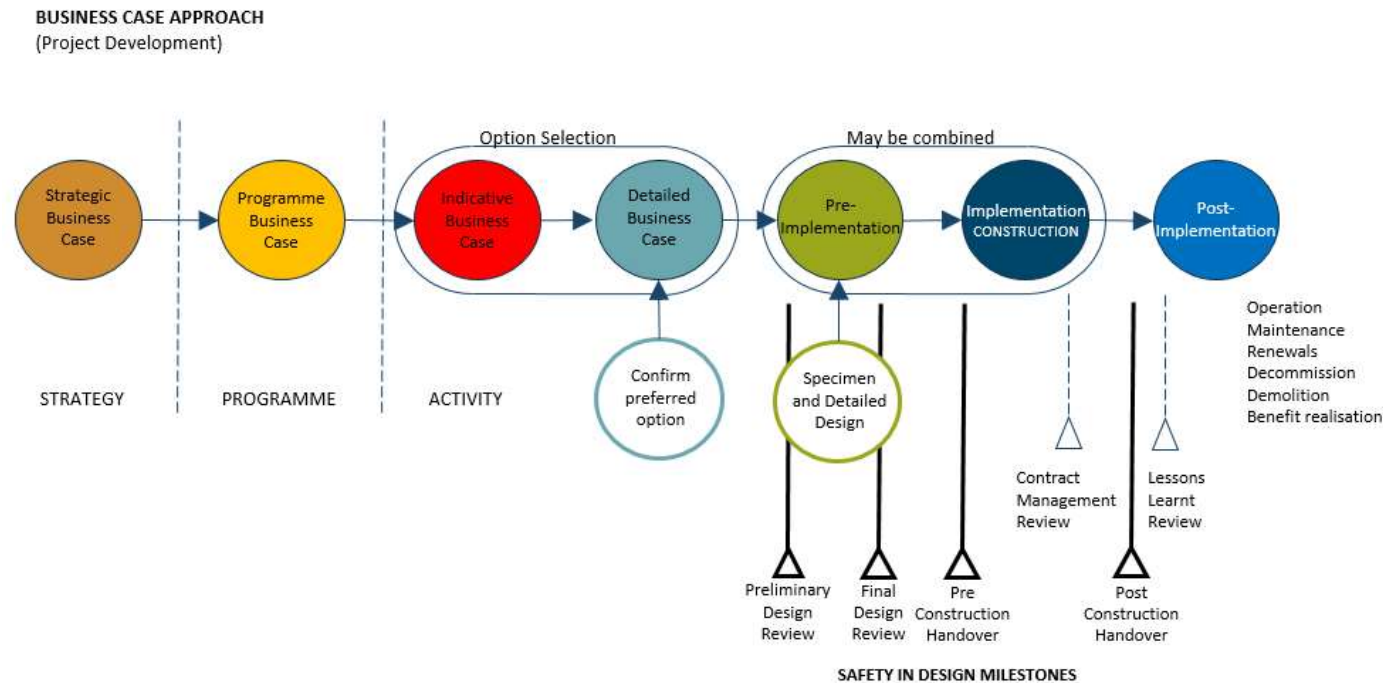 BUSINESS CASE APPROACH
(Project Development)
Option Selection
May be combined
Strategic
Business
Case
Programme
Business
Case
Indicative
Business
Case
Detailed
Business
Case
Pre-
Implementation
Implementation
CONSTRUCTION
Post-
Implementation
Operation
Maintenance
Renewals
Decommission
Demolition
Benefit realisation
STRATEGY
PROGRAMME
ACTIVITY
Confirm
preferred
option
Specimen
and Detailed
Design
Contract
Management
Review
Lessons
Learnt
Review
Preliminary
Design
Review
Final
Design
Review
Pre
Construction
Handover
Post
Construction
Handover
SAFETY IN DESIGN MILESTONES